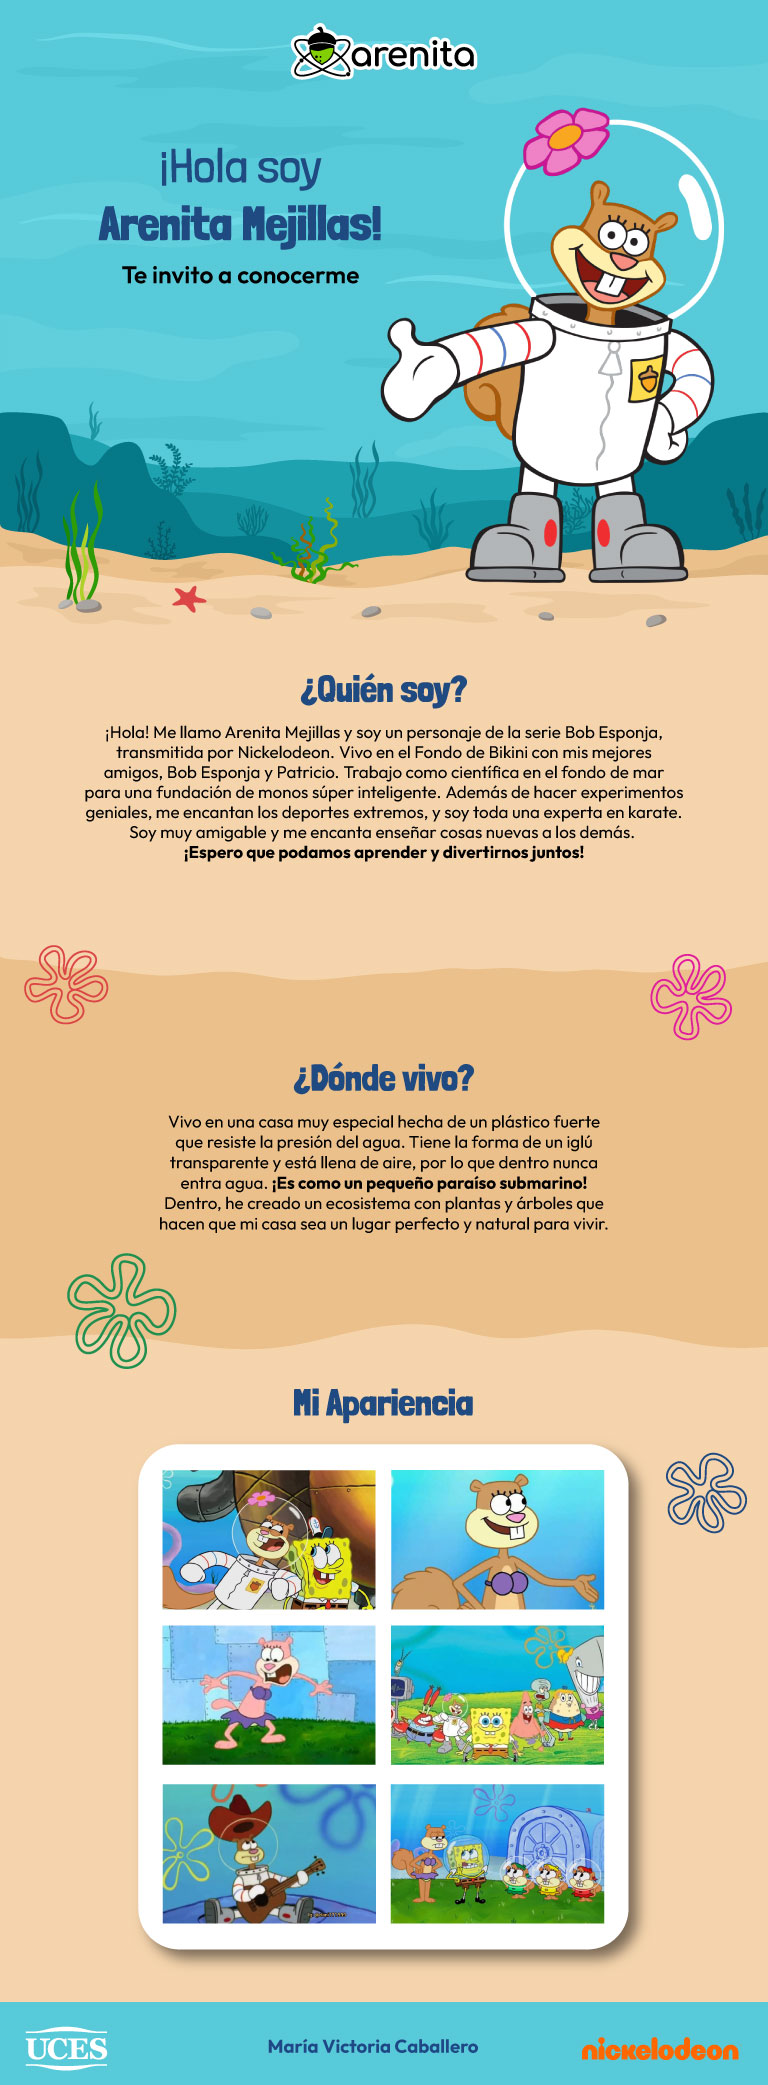 arenita
¡Hola soy
Arenita Mejillas!
Te invito a conocerme
¿Quién soy?
¡Hola! Me llamo Arenita Mejillas y soy un personaje de la serie Bob Esponja,
transmitida por Nickelodeon. Vivo en el Fondo de Bikini con mis mejores
amigos, Bob Esponja y Patricio. Trabajo como científica en el fondo de mar
para una fundación de monos súper inteligente. Además de hacer experimentos
geniales, me encantan los deportes extremos, y soy toda una experta en karate.
Soy muy amigable y me encanta enseñar cosas nuevas a los demás.
¡Espero que podamos aprender y divertirnos juntos!
¿Dónde vivo?
Vivo en una casa muy especial hecha de un plástico fuerte
que resiste la presión del agua. Tiene la forma de un iglú
transparente y está llena de aire, por lo que dentro nunca
entra agua. ¡Es como un pequeño paraíso submarino!
Dentro, he creado un ecosistema con plantas y árboles que
hacen que mi casa sea un lugar perfecto y natural para vivir.
Mi Apariencia
UCES
María Victoria Caballero
nickelodeon